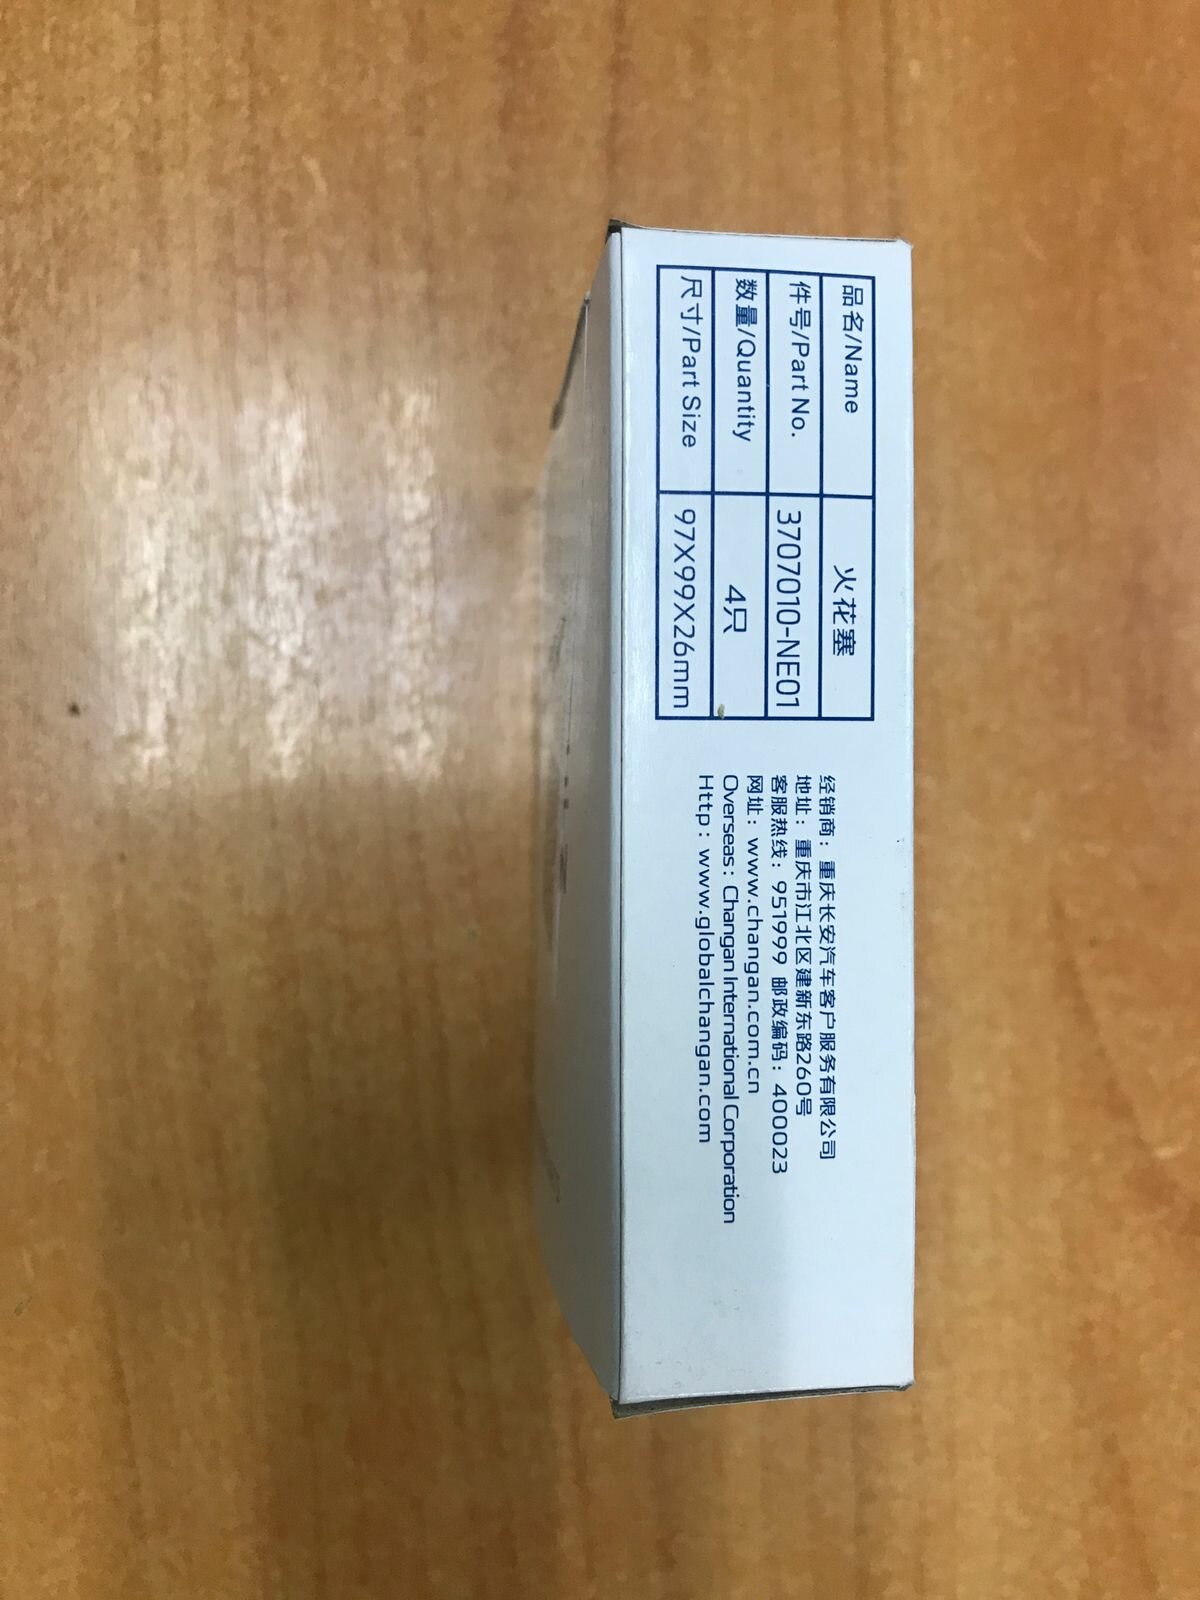 品名/Name 火花塞
件号/Part No. 3707010-NE01
数量/Quantity 4只
尺寸/Part Size 97X99X26mm
经销商：重庆长安汽车客户服务有限公司
地址：重庆市江北区建新东路260号
客服热线：951999 邮政编码：400023
网址：www.changan.com.cn
Overseas：Changan International Corporation
Http：www.globalchangan.com